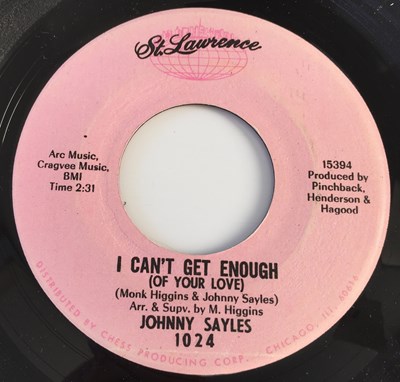 St. Lawrence
Arc Music,
Cragvee Music,
BMI
Time 2:31
15394
Produced by
Pinchback,
Henderson &
Hagood
I CAN'T GET ENOUGH
(OF YOUR LOVE)
(Monk Higgins & Johnny Sayles)
Arr. & Supv. by M. Higgins
JOHNNY SAYLES
1024
DISTRIBUTED BY CHESS PRODUCING CORP. CHICAGO, ILL. 60616